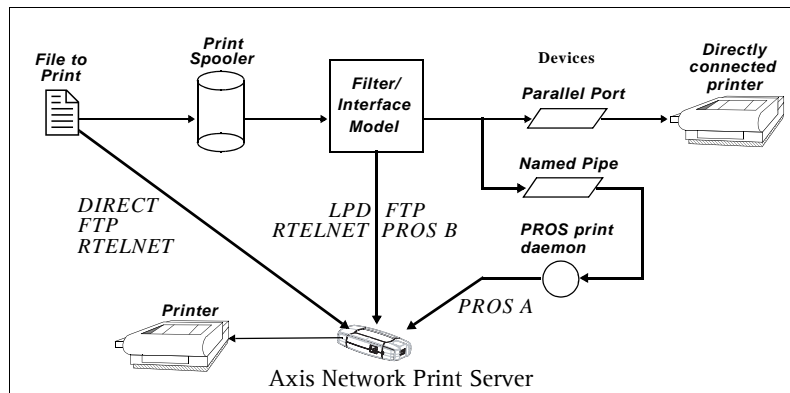 File to
Print
Print
Spooler
Filter/
Interface
Model
Devices
Parallel Port
Directly
connected
printer
Named Pipe
DIRECT
FTP
RTELNET
LPD FTP
RTELNET PROS B
PROS print
daemon
PROS A
Printer
Axis Network Print Server